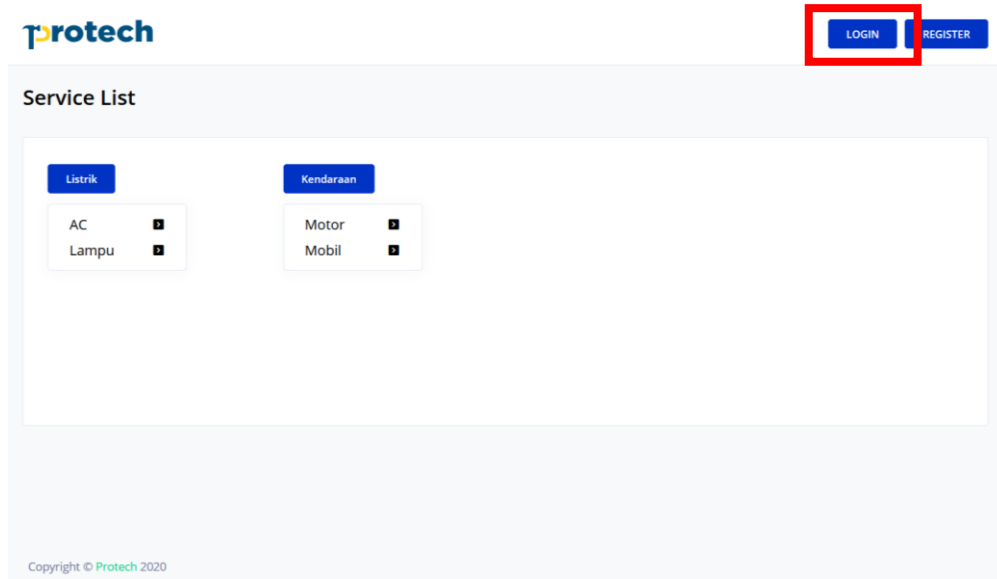 protech
LOGIN REGISTER
Service List
Listrik Kendaraan
AC Motor
Lampu Mobil
Copyright © Protech 2020